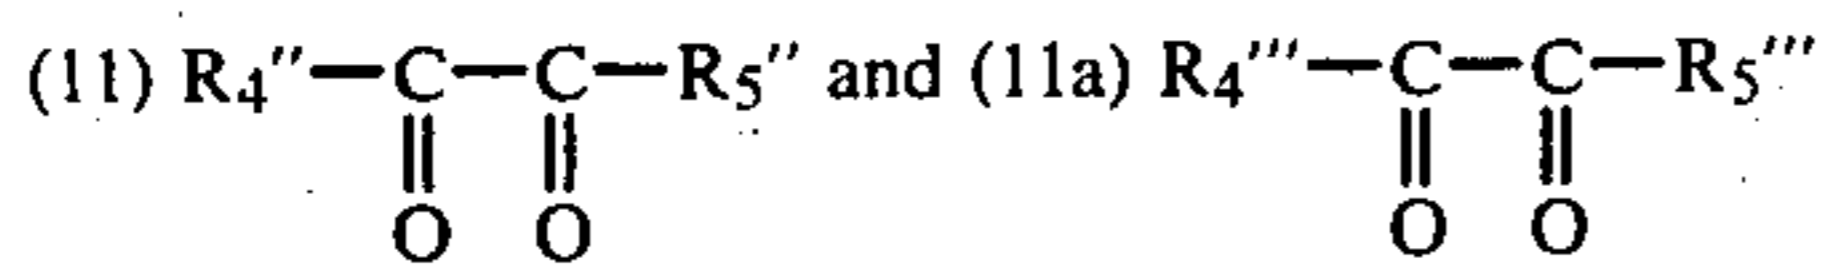 (11) R₄″—C—C—R₅″ and (11a) R₄‴—C—C—R₅‴
O O O O